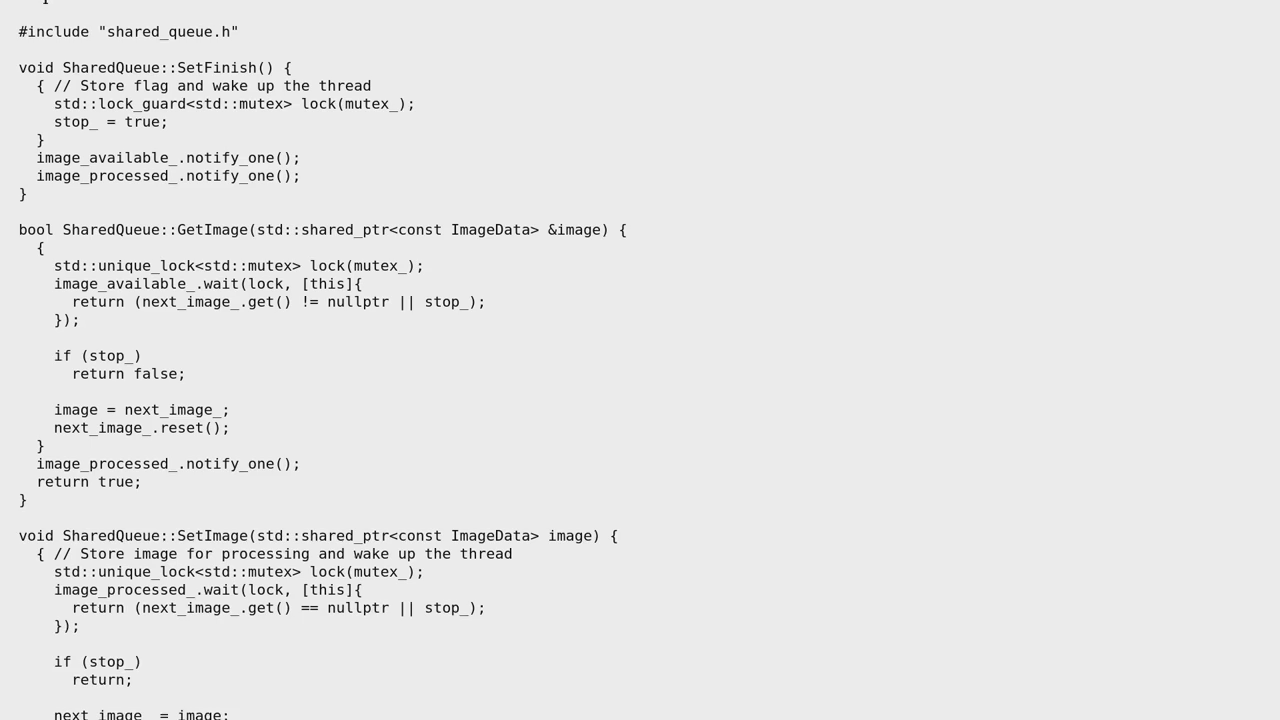 #include "shared_queue.h"
void SharedQueue::SetFinish() {
{ // Store flag and wake up the thread
std::lock_guard<std::mutex> lock(mutex_);
stop_ = true;
}
image_available_.notify_one();
image_processed_.notify_one();
}
bool SharedQueue::GetImage(std::shared_ptr<const ImageData> &image) {
{
std::unique_lock<std::mutex> lock(mutex_);
image_available_.wait(lock, [this]{
return (next_image_.get() != nullptr || stop_);
});
if (stop_)
return false;
image = next_image_;
next_image_.reset();
}
image_processed_.notify_one();
return true;
}
void SharedQueue::SetImage(std::shared_ptr<const ImageData> image) {
{ // Store image for processing and wake up the thread
std::unique_lock<std::mutex> lock(mutex_);
image_processed_.wait(lock, [this]{
return (next_image_.get() == nullptr || stop_);
});
if (stop_)
return;
next_image_ = image;